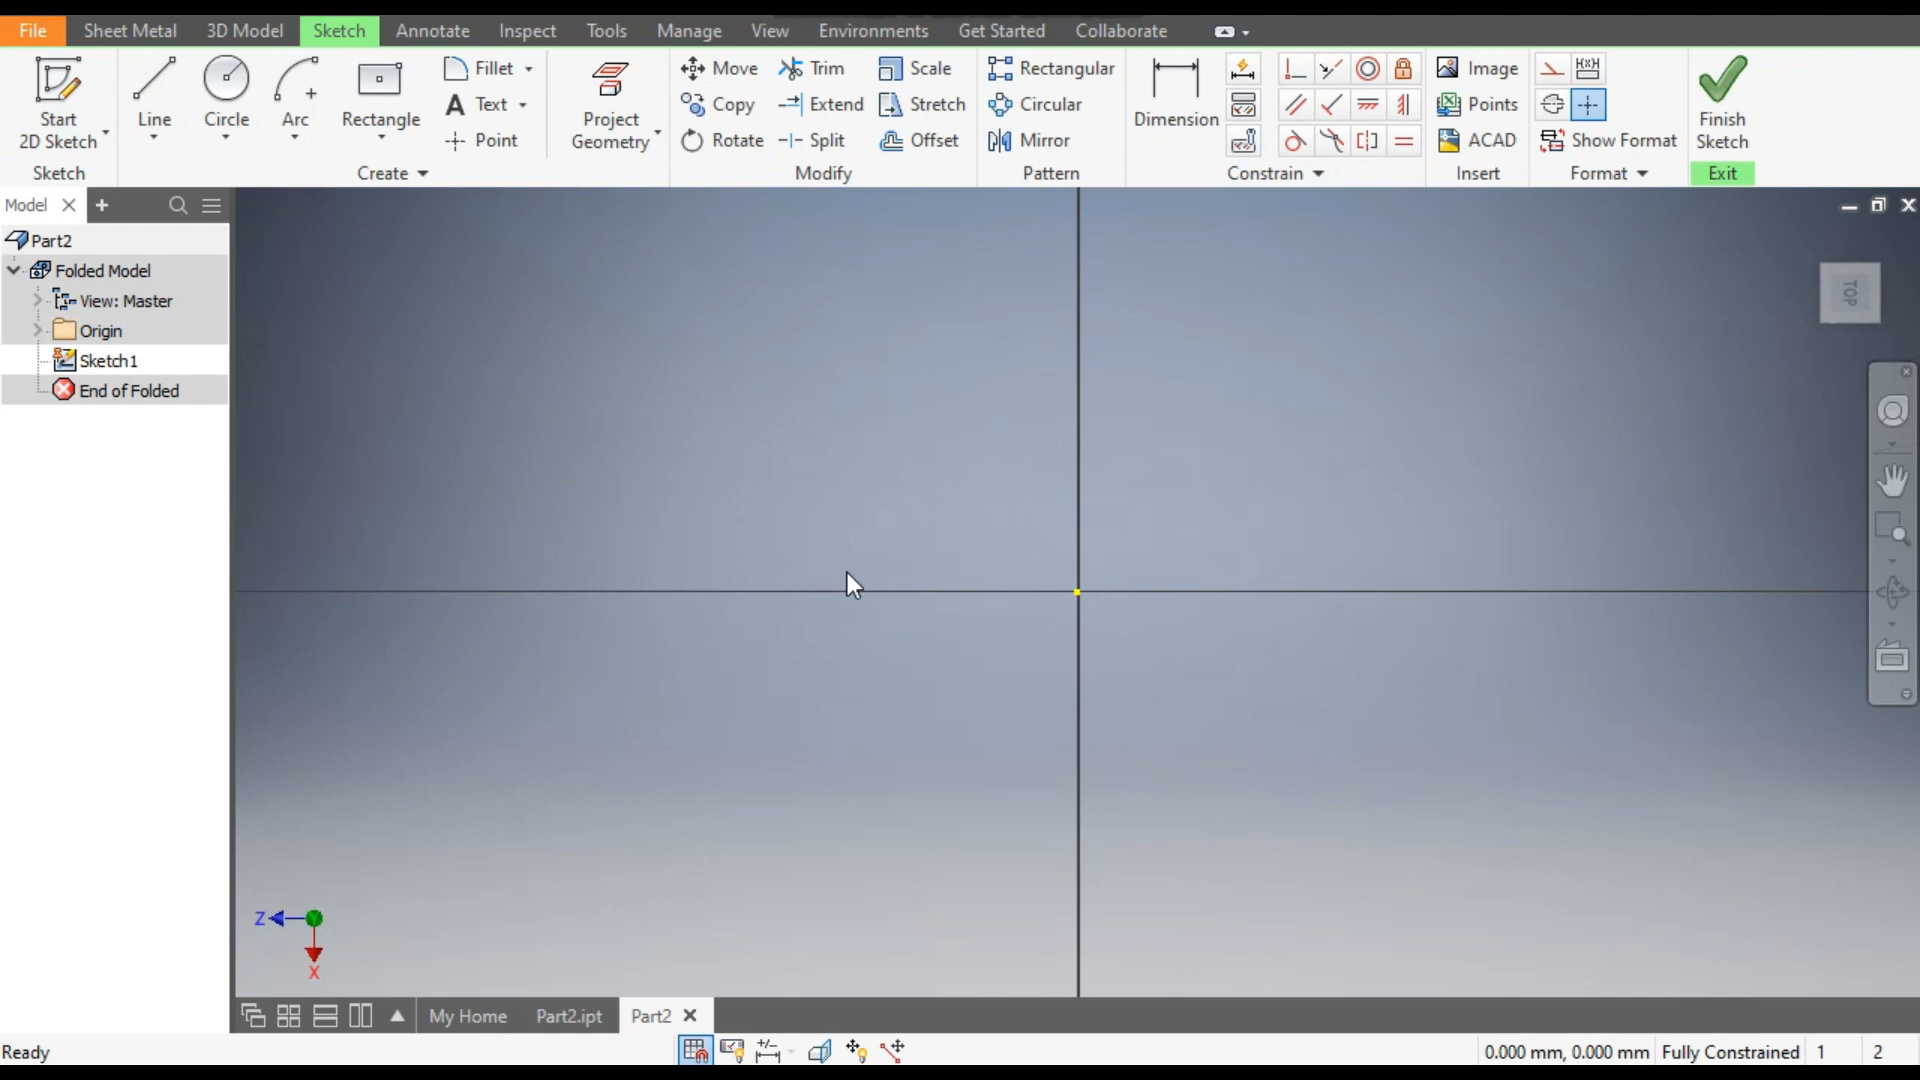 File Sheet Metal 3D Model Sketch Annotate Inspect Tools Manage View Environments Get Started Collaborate
Start
2D Sketch
Line
Circle
Arc
Rectangle
Fillet
Text
Point
Project
Geometry
Move
Copy
Rotate
Trim
Extend
Split
Scale
Stretch
Offset
Rectangular
Circular
Mirror
Dimension
Image
Points
ACAD
Show Format
Finish
Sketch
Sketch Create Modify Pattern Constrain Insert Format Exit
Model
Part2
Folded Model
View: Master
Origin
Sketch1
End of Folded
TOP
Z
X
My Home Part2.ipt Part2
Ready 0.000 mm, 0.000 mm Fully Constrained 1 2